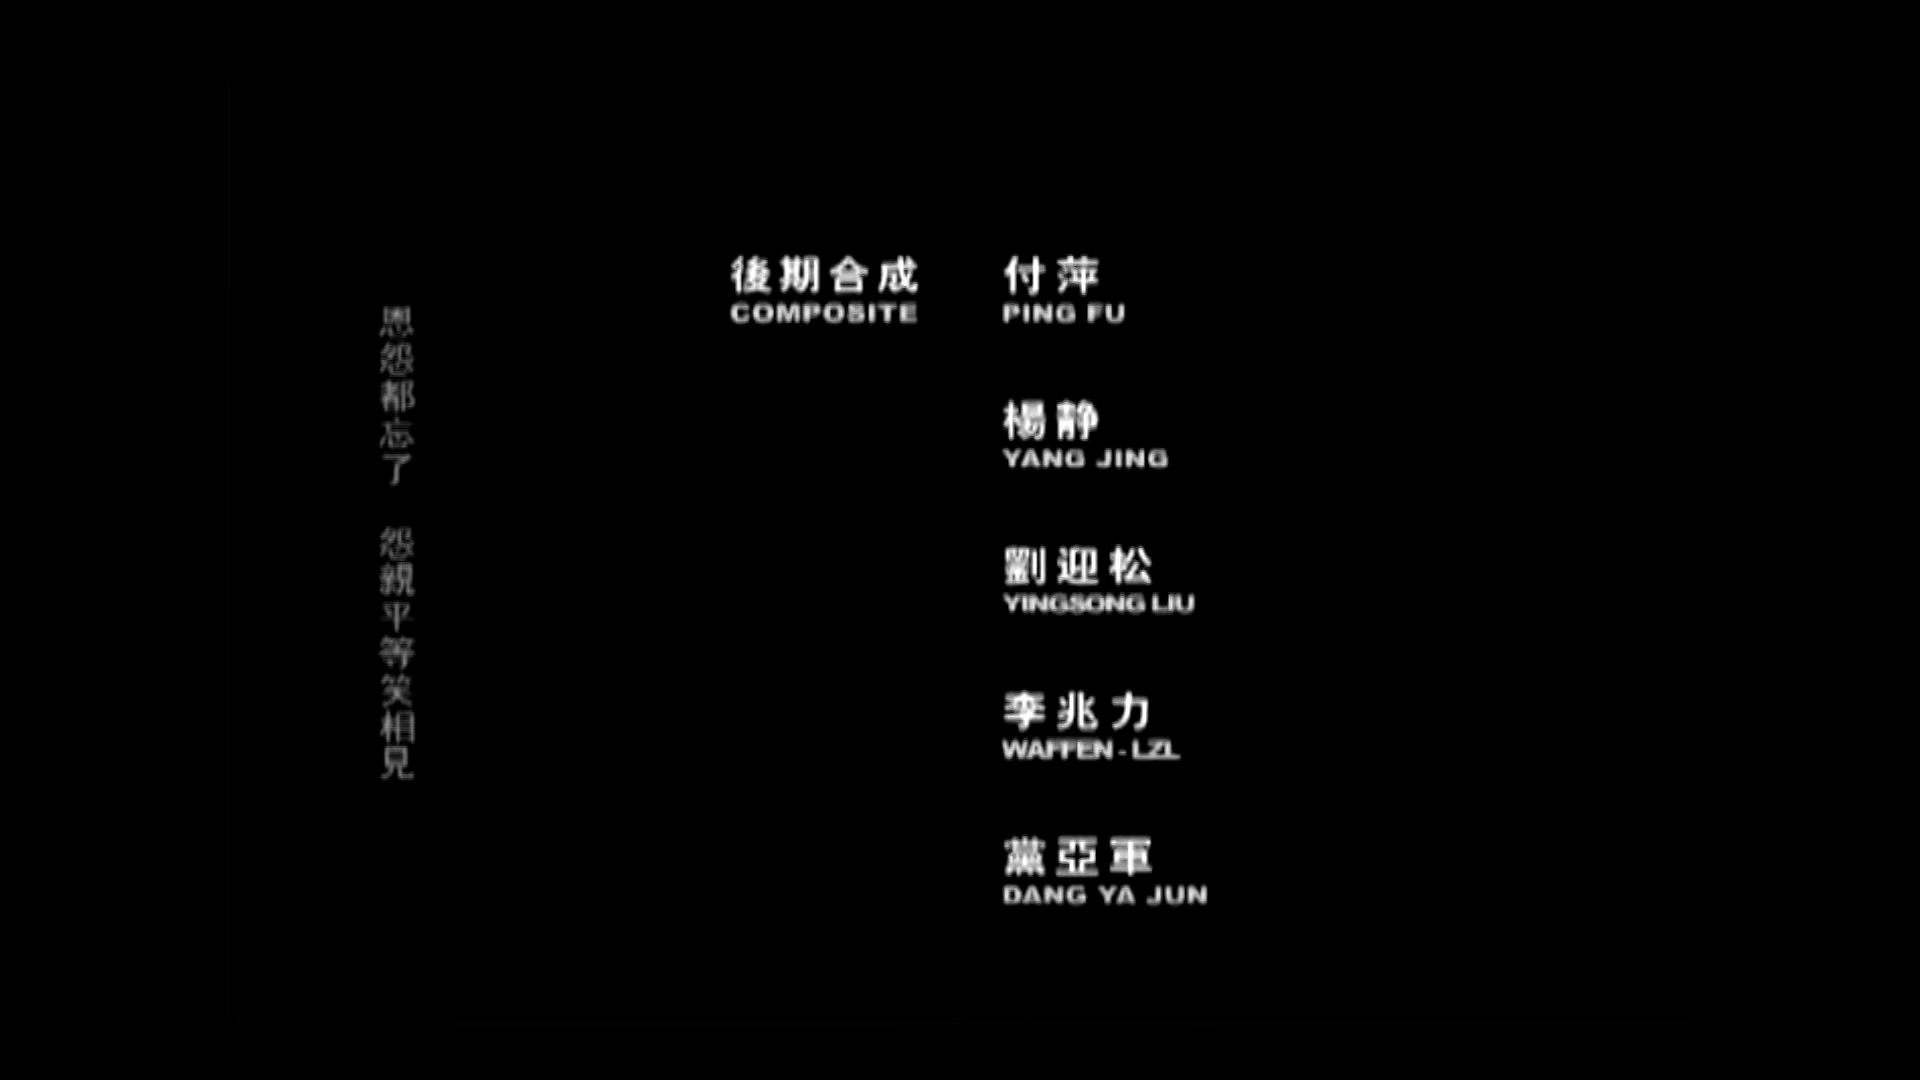 恩怨都忘了 怨親平等笑相見
後期合成 付萍
COMPOSITE PING FU
楊静
YANG JING
劉迎松
YINGSONG LIU
李兆力
WAFFEN - LZL
黨亞軍
DANG YA JUN